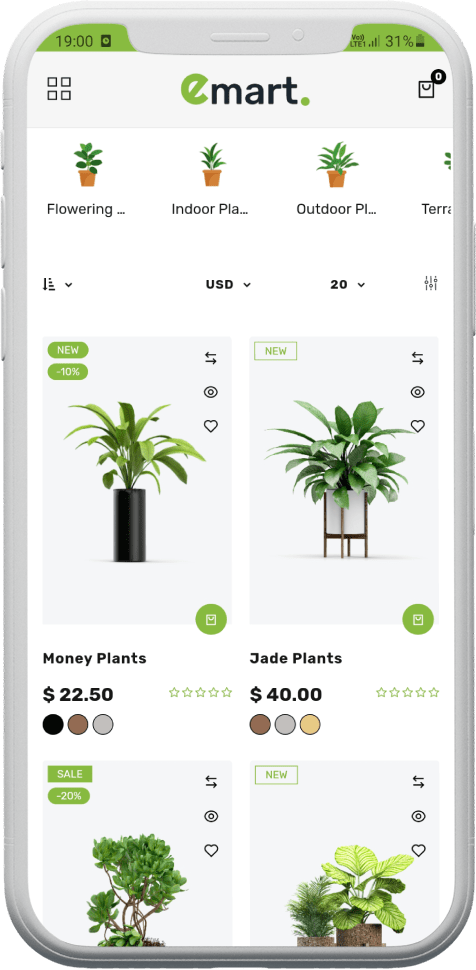 19:00
Vo))
LTE1
31%
emart.
0
Flowering ...
Indoor Pla...
Outdoor Pl...
Terra
USD
20
NEW
-10%
NEW
Money Plants
$ 22.50
Jade Plants
$ 40.00
SALE
-20%
NEW